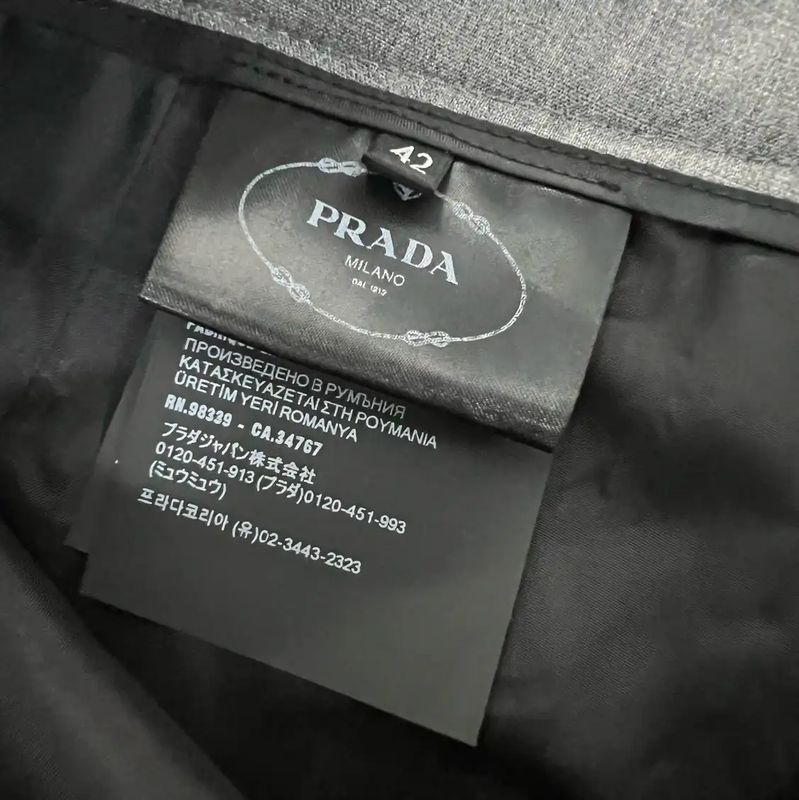 42
PRADA
MILANO
DAL 1913
ПРОИЗВЕДЕНО В РУМЪНИЯ
ΚΑΤΑΣΚΕΥΑΖΕΤΑΙ ΣΤΗ ΡΟΥΜΑΝΙΑ
ÜRETİM YERİ ROMANYA
RN.98339 - CA.34767
プラダジャパン株式会社
0120-451-913 (プラダ)0120-451-993
(ミュウミュウ)
프라다코리아 (유)02-3443-2323